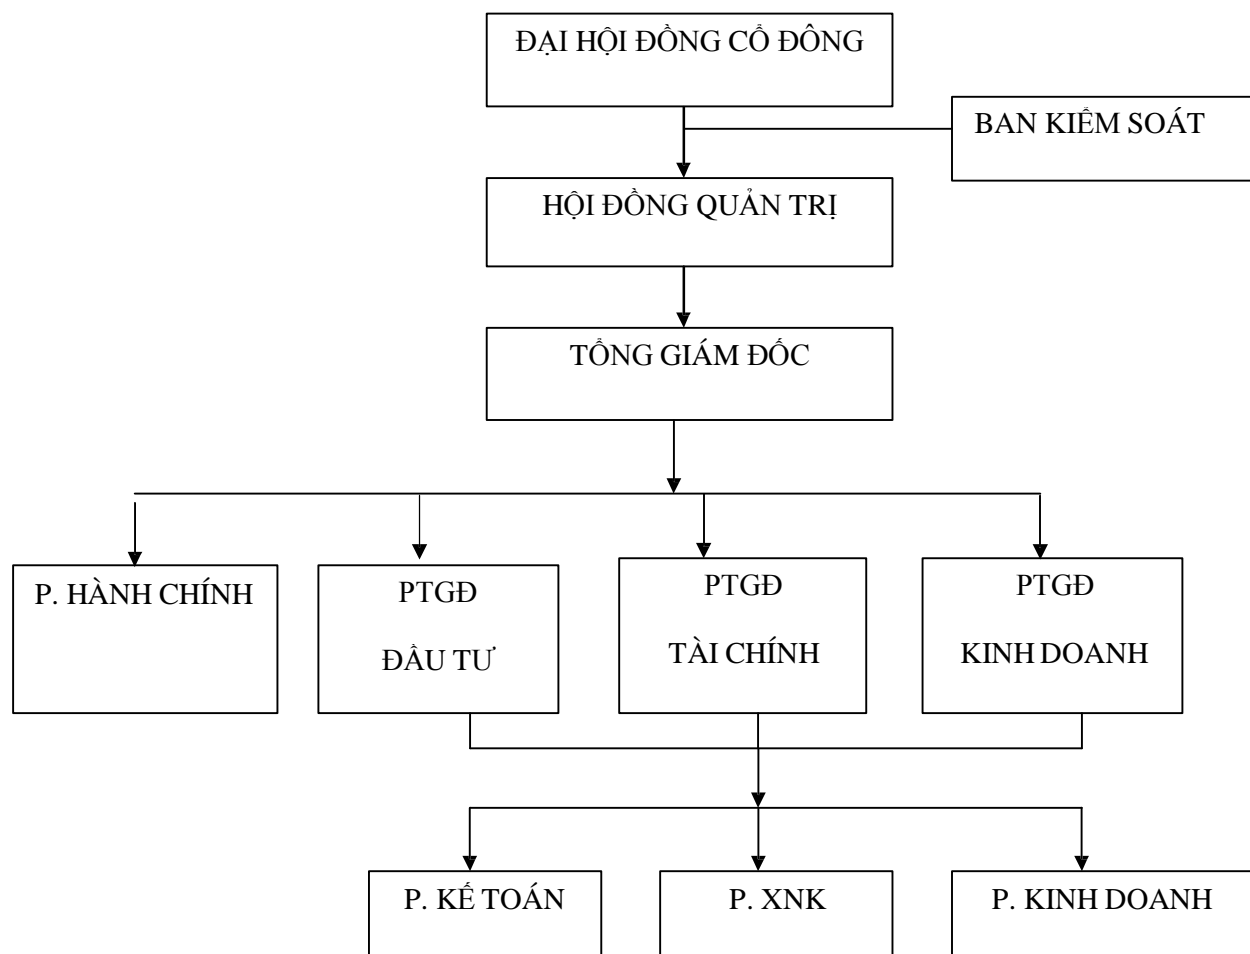 ĐẠI HỘI ĐỒNG CỔ ĐÔNG
BAN KIỂM SOÁT
HỘI ĐỒNG QUẢN TRỊ
TỔNG GIÁM ĐỐC
P. HÀNH CHÍNH
PTGĐ
ĐẦU TƯ
PTGĐ
TÀI CHÍNH
PTGĐ
KINH DOANH
P. KẾ TOÁN
P. XNK
P. KINH DOANH